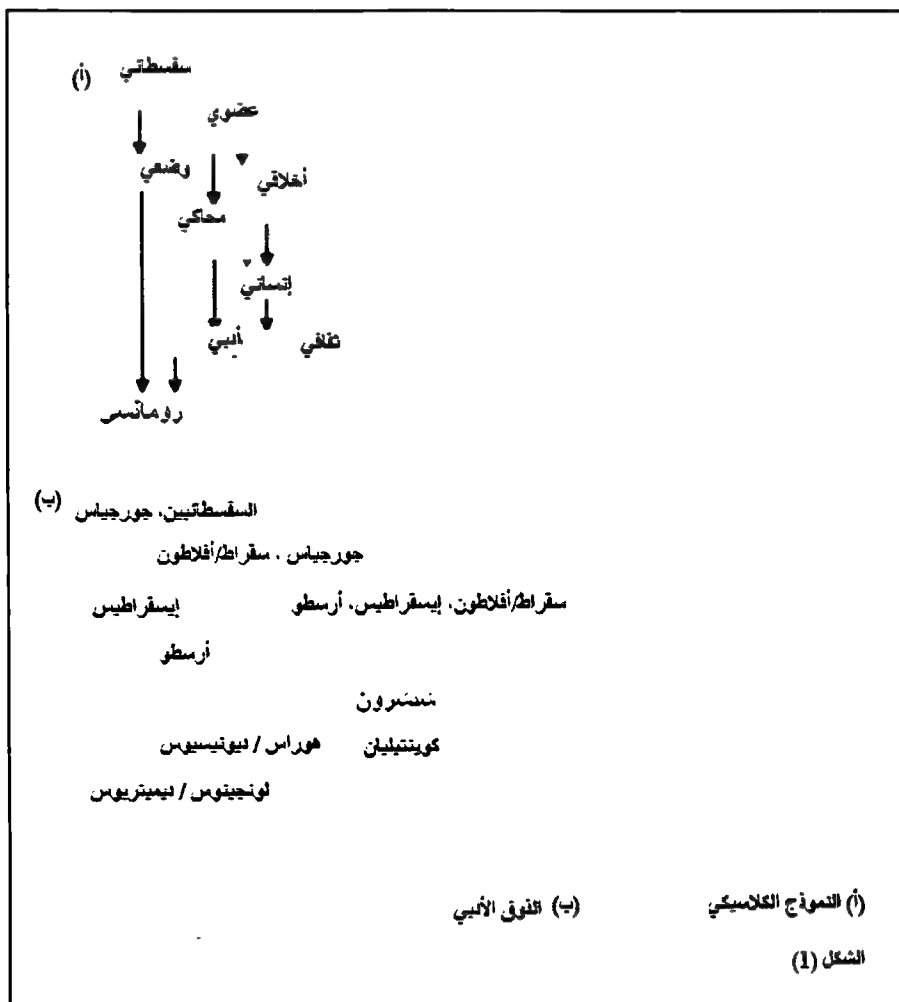 (أ) سفسطائي
عضوي
وضعي
أخلاقي
محاكي
إنساني
أدبي
ثقافي
رومانسي
(ب) السفسطائيين، جورجياس
جورجياس، سقراط/أفلاطون
سقراط/أفلاطون، إيسقراطيس، أرسطو
إيسقراطيس
أرسطو
شيشرون
كوينتيليان
هوراس / ديونيسيوس
لونجينوس / ديميتريوس
(أ) النموذج الكلاسيكي
(ب) الذوق الأدبي
الشكل (1)